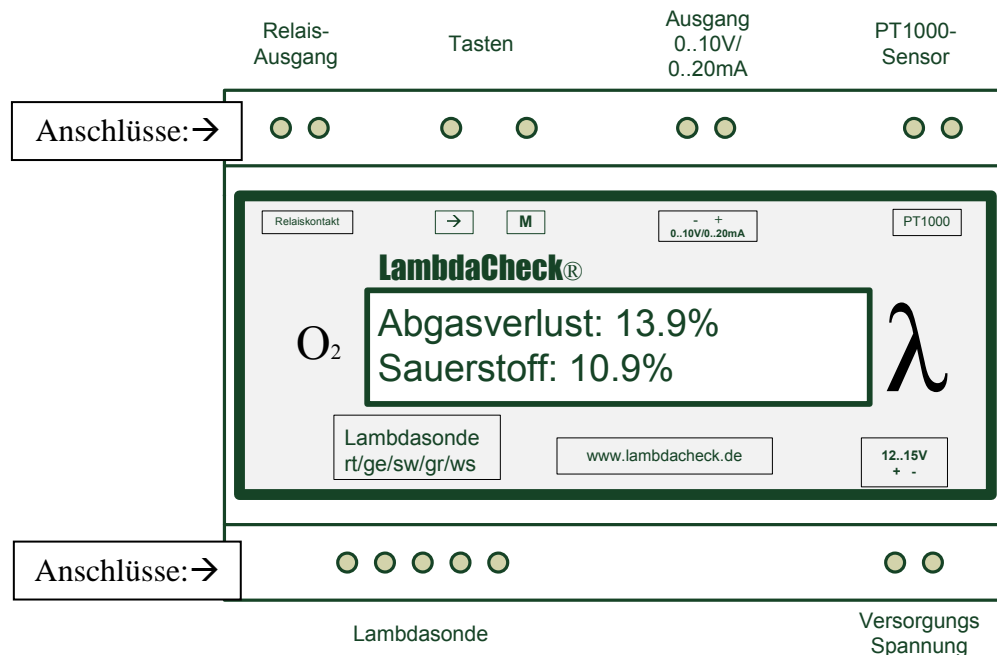 Relais-
Ausgang
Tasten
Ausgang
0..10V/
0..20mA
PT1000-
Sensor
Anschlüsse:→
Relaiskontakt
→
M
- +
0..10V/0..20mA
PT1000
LambdaCheck®
O₂
Abgasverlust: 13.9%
Sauerstoff: 10.9%
λ
Lambdasonde
rt/ge/sw/gr/ws
www.lambdacheck.de
12..15V
+ -
Anschlüsse:→
Lambdasonde
Versorgungs
Spannung